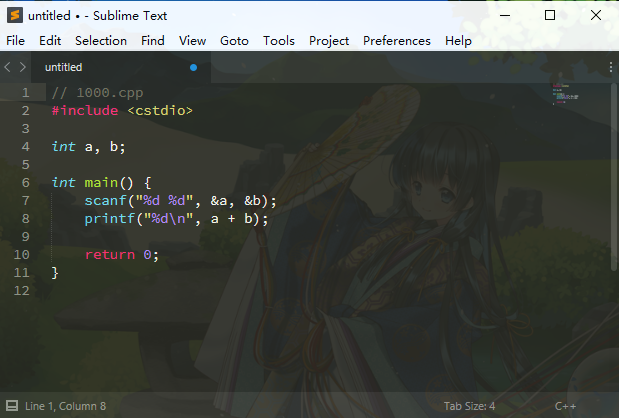 untitled • - Sublime Text
File Edit Selection Find View Goto Tools Project Preferences Help
untitled
1 // 1000.cpp
2 #include <cstdio>
3
4 int a, b;
5
6 int main() {
7     scanf("%d %d", &a, &b);
8     printf("%d\n", a + b);
9
10     return 0;
11 }
12
Line 1, Column 8 Tab Size: 4 C++